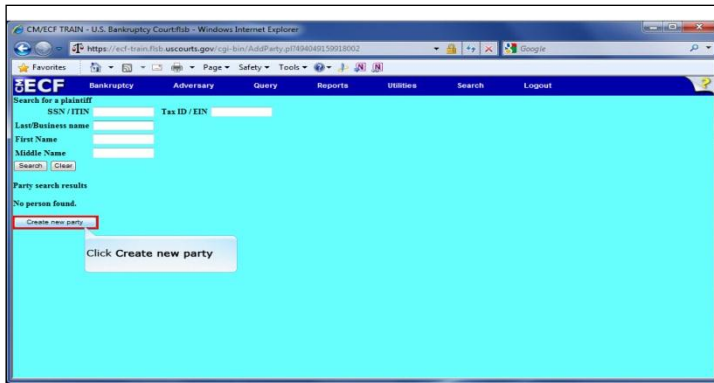 CM/ECF TRAIN - U.S. Bankruptcy Court:flsb - Windows Internet Explorer
https://ecf-train.flsb.uscourts.gov/cgi-bin/AddParty.pl?494049159918002
Google
Favorites Page Safety Tools
ECF Bankruptcy Adversary Query Reports Utilities Search Logout ?
Search for a plaintiff
SSN / ITIN Tax ID / EIN
Last/Business name
First Name
Middle Name
Search Clear
Party search results
No person found.
Create new party
Click Create new party